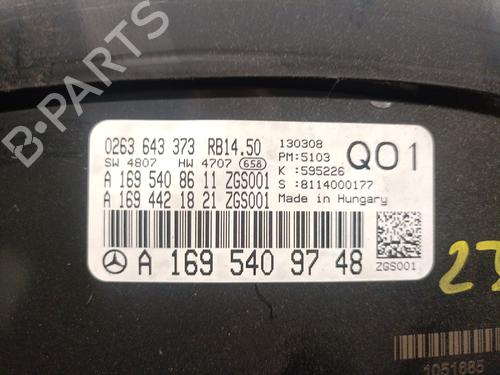 B-PARTS
0263 643 373 RB14.50
SW 4807 HW 4707 658
A 169 540 86 11 ZGS001
A 169 442 18 21 ZGS001
130308
PM:5103
K :595226
S :8114000177
Made in Hungary
Q01
A 169 540 97 48
ZGS001
1051685